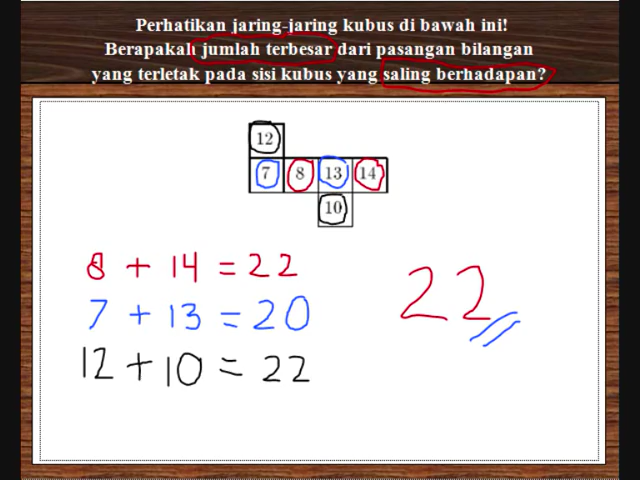 Perhatikan jaring-jaring kubus di bawah ini!
Berapakah jumlah terbesar dari pasangan bilangan
yang terletak pada sisi kubus yang saling berhadapan?
12
7 8 13 14
10
8 + 14 = 22
7 + 13 = 20
12 + 10 = 22
22